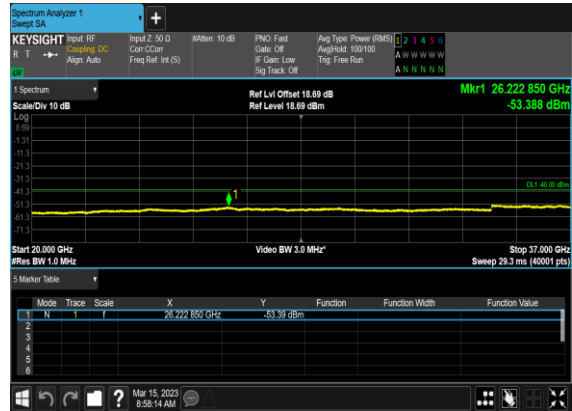 Spectrum Analyzer 1
Swept SA
+
KEYSIGHT Input: RF Input Z: 50 Ω #Atten: 10 dB PNO: Fast Avg Type: Power (RMS) 1 2 3 4 5 6
R T Coupling: DC Corr CCorr Gate: Off Avg|Hold: 100/100 A W W W W W
Align: Auto Freq Ref: Int (S) IF Gain: Low Trig: Free Run
LW Sig Track: Off A N N N N N
1 Spectrum Ref Lvl Offset 18.69 dB Mkr1 26.222 850 GHz
Scale/Div 10 dB Ref Level 18.69 dBm -53.388 dBm
Log
8.69
-1.31
-11.3
-21.3
-31.3
DL1 -40.00 dBm
-41.3
1
-51.3
-61.3
-71.3
Start 20.000 GHz Video BW 3.0 MHz* Stop 37.000 GHz
#Res BW 1.0 MHz Sweep 29.3 ms (40001 pts)
5 Marker Table
Mode Trace Scale X Y Function Function Width Function Value
1 N 1 f 26.222 850 GHz -53.39 dBm
2
3
4
5
6
? Mar 15, 2023
8:58:14 AM